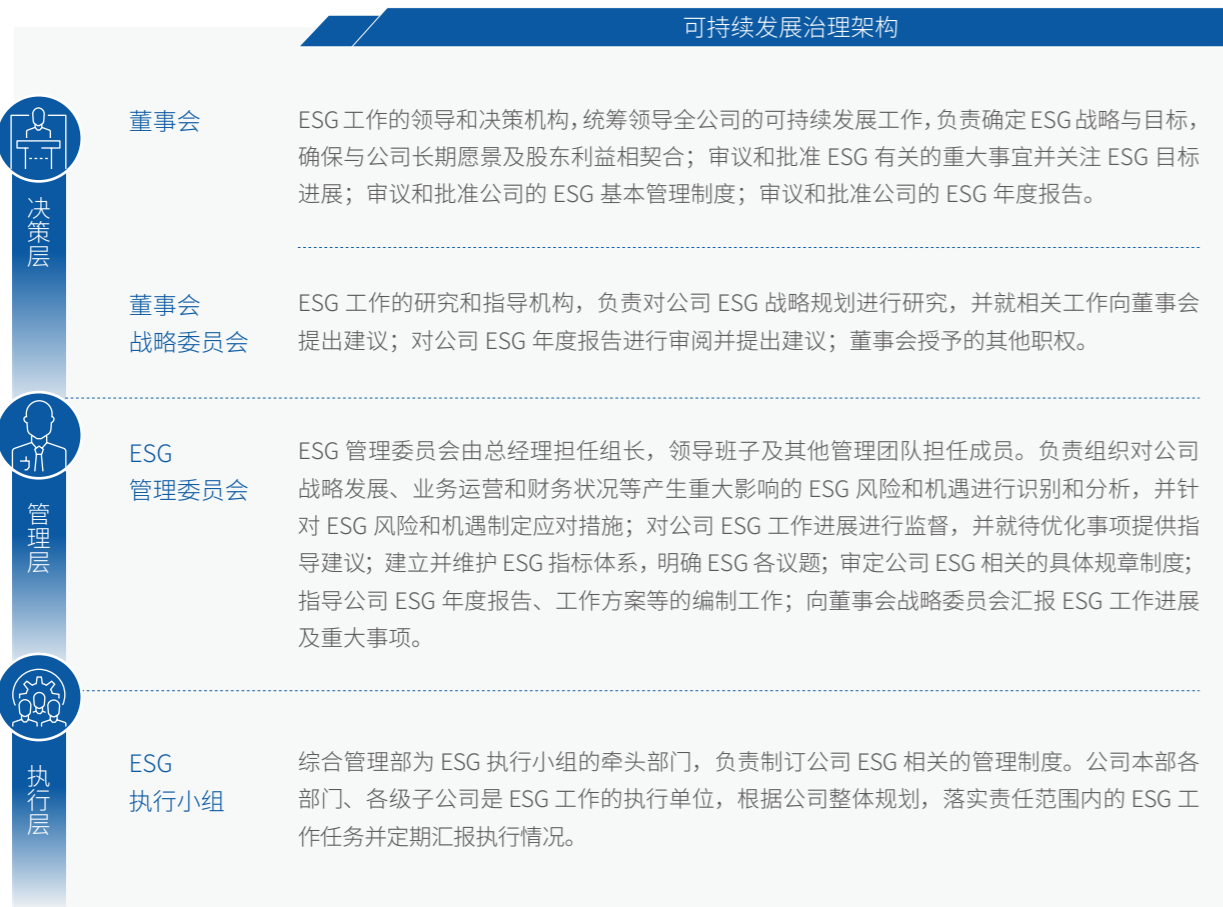 可持续发展治理架构
决策层
董事会
ESG 工作的领导和决策机构，统筹领导全公司的可持续发展工作，负责确定 ESG 战略与目标，
确保与公司长期愿景及股东利益相契合；审议和批准 ESG 有关的重大事宜并关注 ESG 目标
进展；审议和批准公司的 ESG 基本管理制度；审议和批准公司的 ESG 年度报告。
董事会
战略委员会
ESG 工作的研究和指导机构，负责对公司 ESG 战略规划进行研究，并就相关工作向董事会
提出建议；对公司 ESG 年度报告进行审阅并提出建议；董事会授予的其他职权。
管理层
ESG
管理委员会
ESG 管理委员会由总经理担任组长，领导班子及其他管理团队担任成员。负责组织对公司
战略发展、业务运营和财务状况等产生重大影响的 ESG 风险和机遇进行识别和分析，并针
对 ESG 风险和机遇制定应对措施；对公司 ESG 工作进展进行监督，并就待优化事项提供指
导建议；建立并维护 ESG 指标体系，明确 ESG 各议题；审定公司 ESG 相关的具体规章制度；
指导公司 ESG 年度报告、工作方案等的编制工作；向董事会战略委员会汇报 ESG 工作进展
及重大事项。
执行层
ESG
执行小组
综合管理部为 ESG 执行小组的牵头部门，负责制订公司 ESG 相关的管理制度。公司本部各
部门、各级子公司是 ESG 工作的执行单位，根据公司整体规划，落实责任范围内的 ESG 工
作任务并定期汇报执行情况。